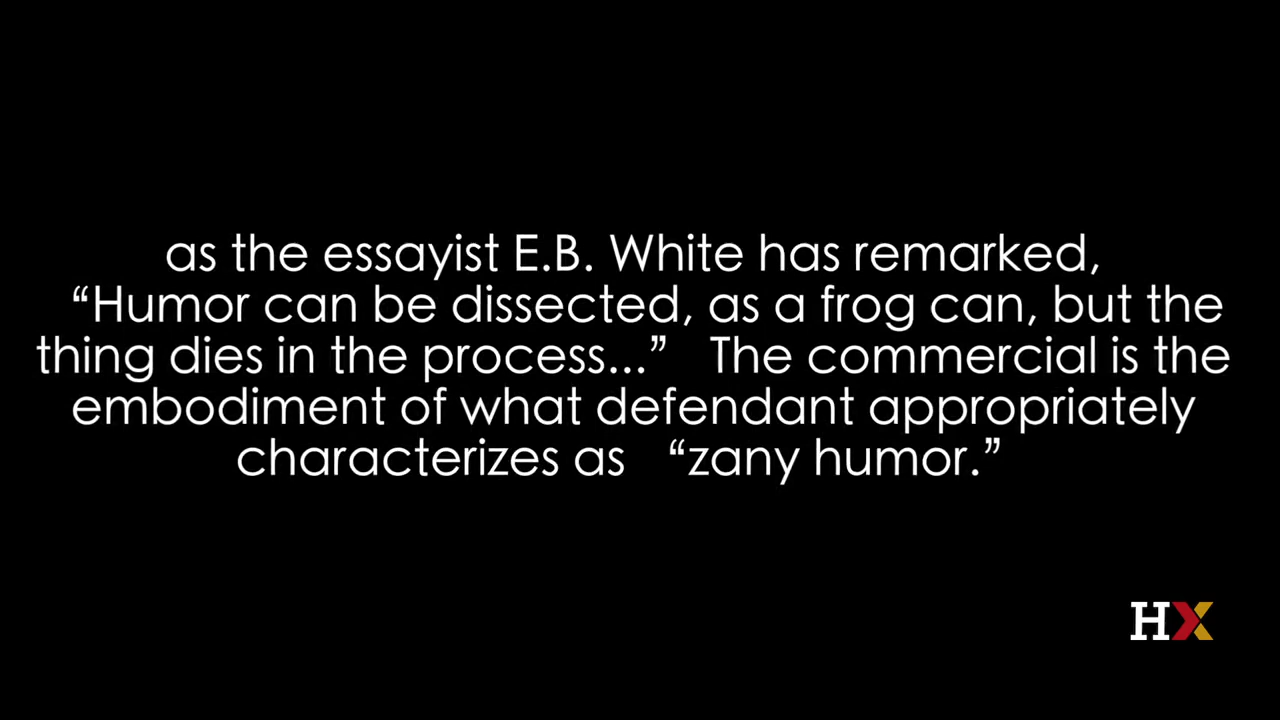 as the essayist E.B. White has remarked,
“Humor can be dissected, as a frog can, but the
thing dies in the process...”   The commercial is the
embodiment of what defendant appropriately
characterizes as   “zany humor.”
HX